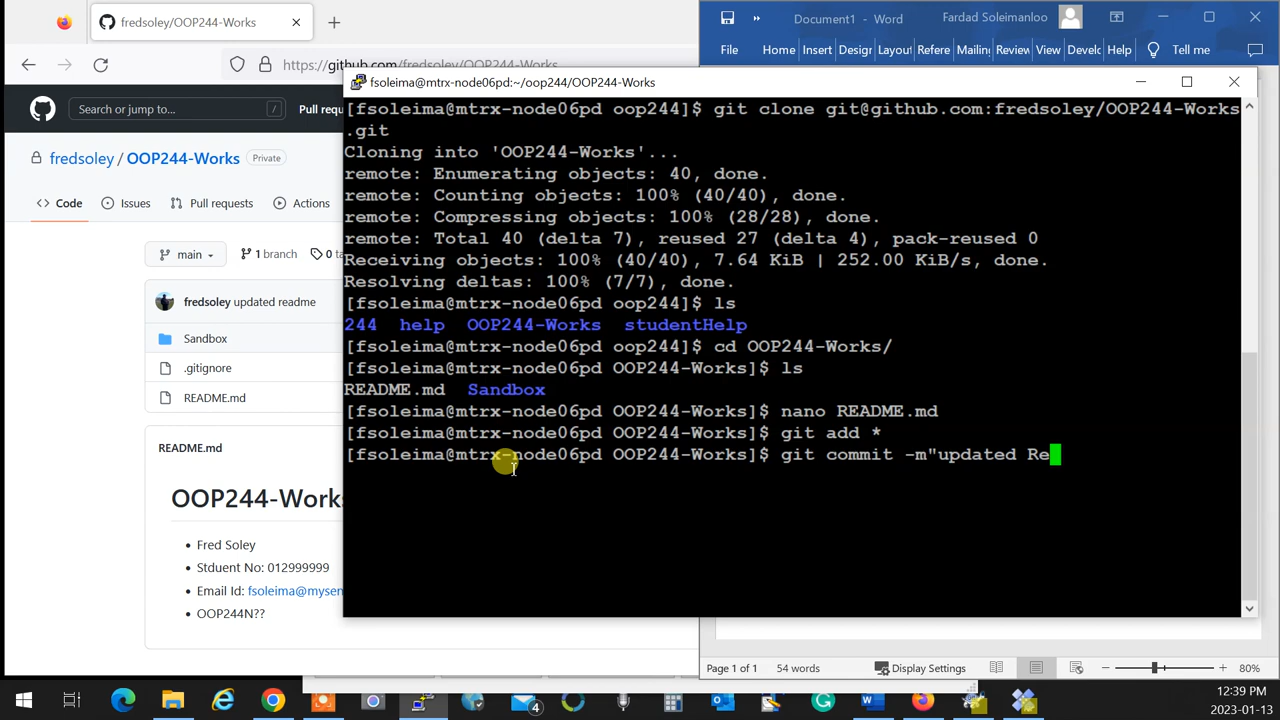 fredsoley/OOP244-Works
Document1 - Word
Fardad Soleimanloo
https://github.com/fredsoley/OOP244-Works
File Home Insert Desigr Layou Refere Mailing Review View Develc Help Tell me
fsoleima@mtrx-node06pd:~/oop244/OOP244-Works
Search or jump to...
/
Pull requ
fredsoley / OOP244-Works Private
Code Issues Pull requests Actions
main
1 branch
0 ta
fredsoley updated readme
Sandbox
.gitignore
README.md
README.md
OOP244-Works
Fred Soley
Stduent No: 012999999
Email Id: fsoleima@mysen
OOP244N??
[fsoleima@mtrx-node06pd oop244]$ git clone git@github.com:fredsoley/OOP244-Works
.git
Cloning into 'OOP244-Works'...
remote: Enumerating objects: 40, done.
remote: Counting objects: 100% (40/40), done.
remote: Compressing objects: 100% (28/28), done.
remote: Total 40 (delta 7), reused 27 (delta 4), pack-reused 0
Receiving objects: 100% (40/40), 7.64 KiB | 252.00 KiB/s, done.
Resolving deltas: 100% (7/7), done.
[fsoleima@mtrx-node06pd oop244]$ ls
244 help OOP244-Works studentHelp
[fsoleima@mtrx-node06pd oop244]$ cd OOP244-Works/
[fsoleima@mtrx-node06pd OOP244-Works]$ ls
README.md Sandbox
[fsoleima@mtrx-node06pd OOP244-Works]$ nano README.md
[fsoleima@mtrx-node06pd OOP244-Works]$ git add *
[fsoleima@mtrx-node06pd OOP244-Works]$ git commit -m"updated Re
Page 1 of 1 54 words Display Settings 80%
4
12:39 PM
2023-01-13